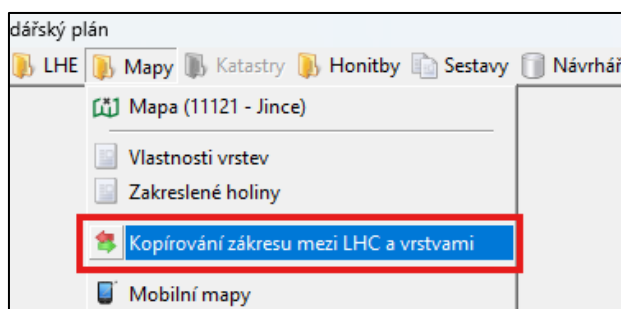 dářský plán
LHE Mapy Katastry Honitby Sestavy Návrhář
Mapa (11121 - Jince)
Vlastnosti vrstev
Zakreslené holiny
Kopírování zákresu mezi LHC a vrstvami
Mobilní mapy